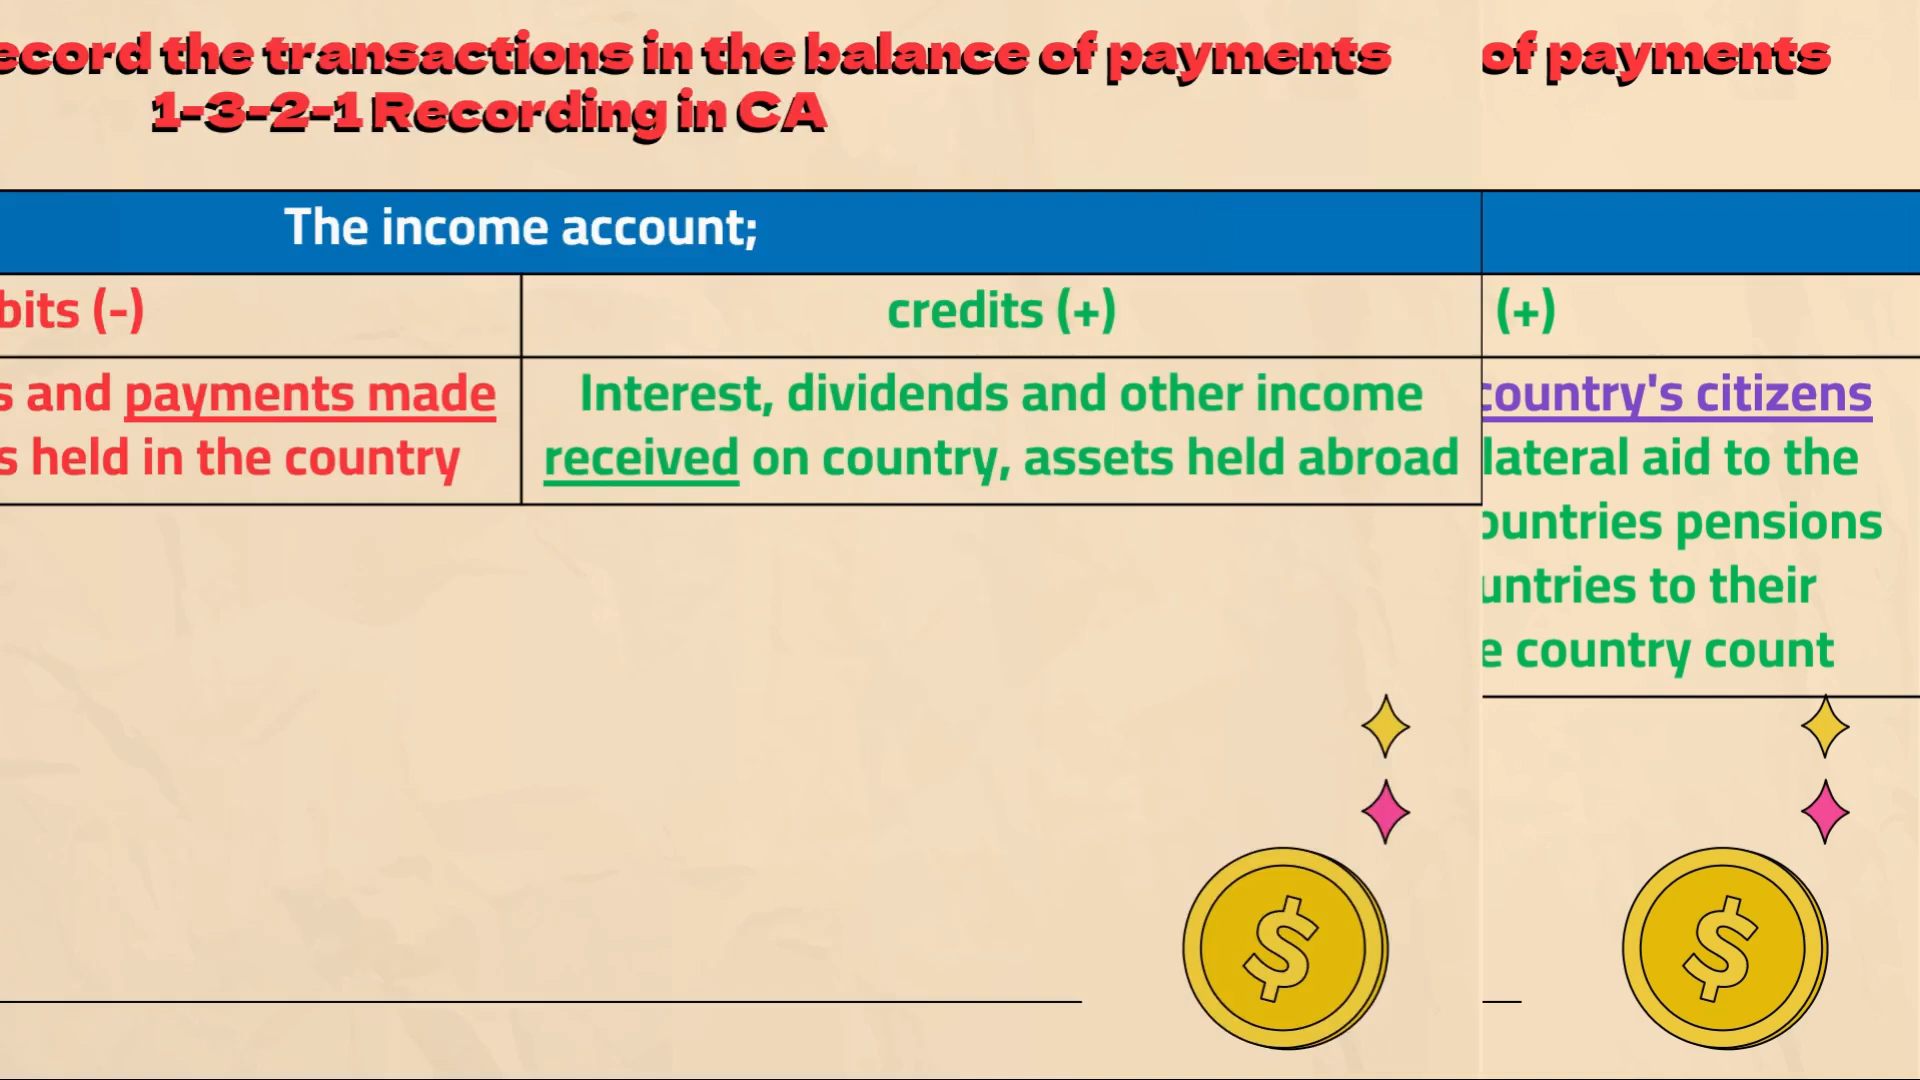 ecord the transactions in the balance of payments
1-3-2-1 Recording in CA
The income account;
bits (-)
credits (+)
s and payments made
s held in the country
Interest, dividends and other income
received on country, assets held abroad
of payments
(+)
country's citizens
lateral aid to the
ountries pensions
untries to their
e country count